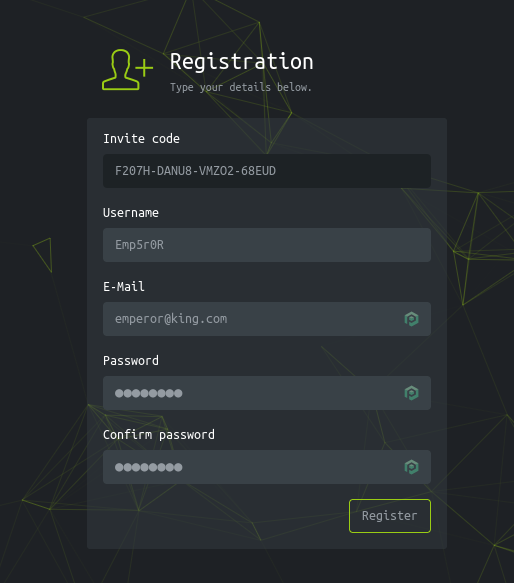 Registration
Type your details below.
Invite code
F207H-DANU8-VMZO2-68EUD
Username
Emp5r0R
E-Mail
emperor@king.com
Password
●●●●●●●●
Confirm password
●●●●●●●●
Register